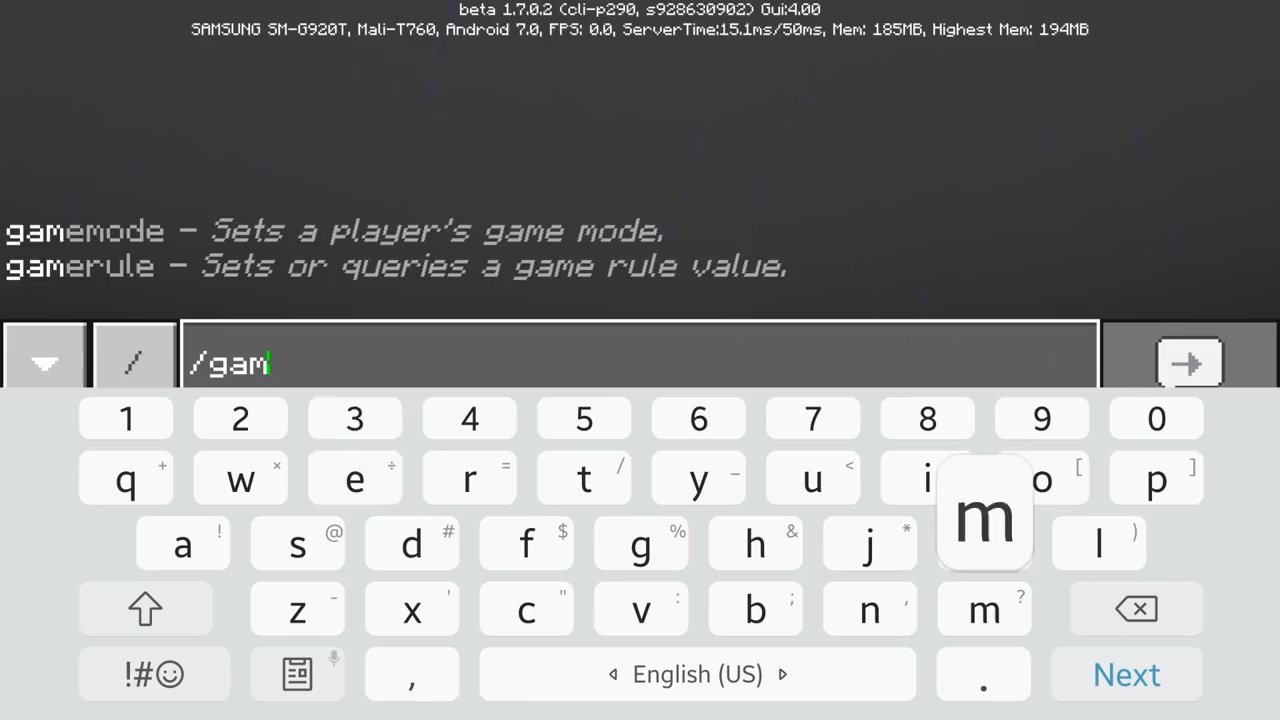 beta 1.7.0.2 (cli-p290, s928630902) Gui:4.00
SAMSUNG SM-G920T, Mali-T760, Android 7.0, FPS: 0.0, ServerTime:15.1ms/50ms, Mem: 185MB, Highest Mem: 194MB
gamemode - Sets a player's game mode.
gamerule - Sets or queries a game rule value.
/ /gam
1 2 3 4 5 6 7 8 9 0
q + w × e ÷ r = t / y _ u < i o [ p ]
m
a ! s @ d # f $ g % h & j * l )
z - x ' c " v : b ; n , m ?
!#☺ , English (US) . Next